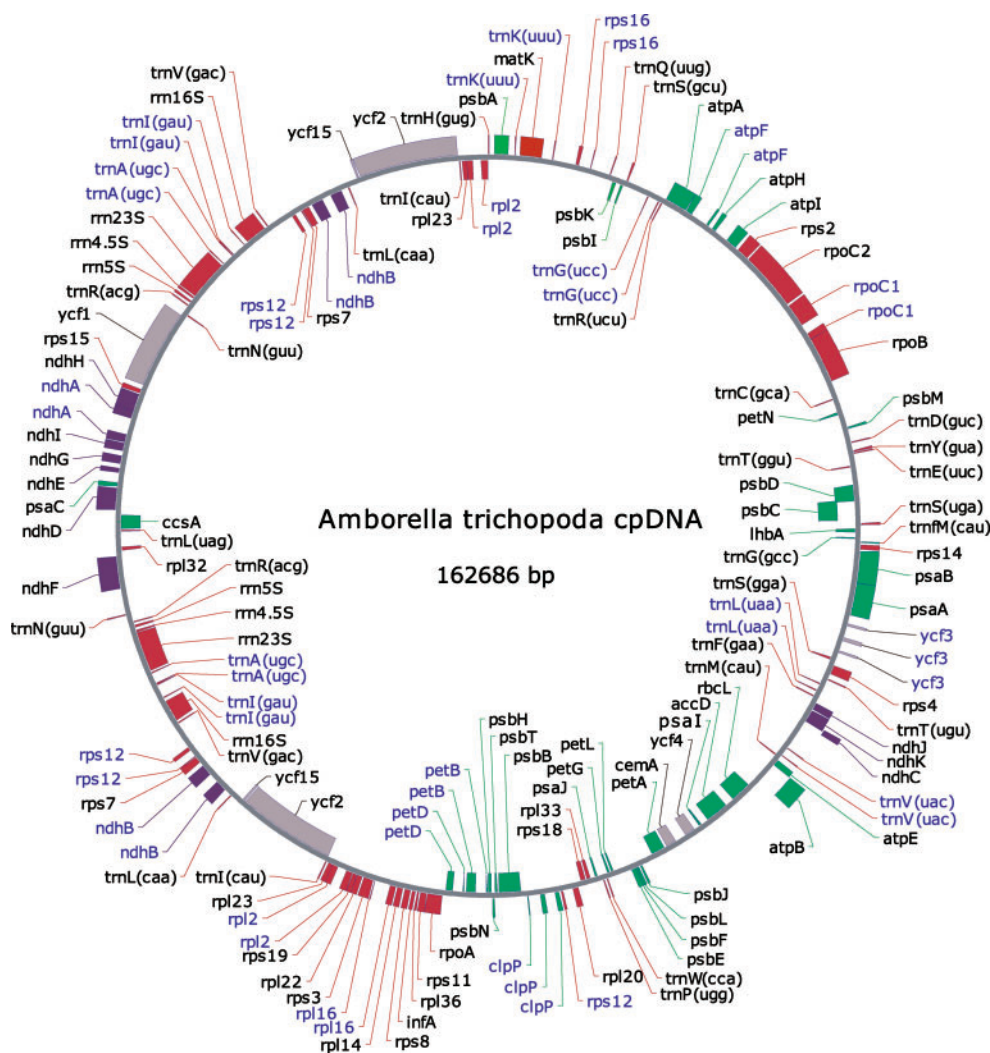 Amborella trichopoda cpDNA
162686 bp
rps16
rps16
trnK(uuu)
matK
trnK(uuu)
psbA
trnH(gug)
trnQ(uug)
trnS(gcu)
atpA
atpF
atpF
atpH
atpI
rps2
rpoC2
rpoC1
rpoC1
rpoB
psbK
psbI
trnG(ucc)
trnG(ucc)
trnR(ucu)
trnC(gca)
petN
psbM
trnD(guc)
trnY(gua)
trnE(uuc)
trnT(ggu)
psbD
psbC
lhbA
trnG(gcc)
trnS(uga)
trnfM(cau)
rps14
psaB
psaA
ycf3
ycf3
ycf3
trnS(gga)
trnL(uaa)
trnL(uaa)
trnF(gaa)
trnM(cau)
rps4
trnT(ugu)
ndhJ
ndhK
ndhC
trnV(uac)
trnV(uac)
atpE
atpB
rbcL
accD
psaI
ycf4
cemA
petA
psbJ
psbL
psbF
psbE
petL
petG
psaJ
rpl33
rps18
trnW(cca)
trnP(ugg)
rpl20
rps12
clpP
clpP
clpP
psbH
psbT
psbB
psbN
petB
petB
petD
petD
rpoA
rps11
rpl36
infA
rps8
rpl14
rpl16
rpl16
rps3
rpl22
rps19
rpl2
rpl2
rpl23
trnI(cau)
ycf2
ycf15
trnL(caa)
ndhB
ndhB
rps7
rps12
rps12
trnV(gac)
rrn16S
trnI(gau)
trnI(gau)
trnA(ugc)
trnA(ugc)
rrn23S
rrn4.5S
rrn5S
trnR(acg)
trnN(guu)
ndhF
rpl32
trnL(uag)
ccsA
ndhD
psaC
ndhE
ndhG
ndhI
ndhA
ndhA
ndhH
rps15
ycf1
trnN(guu)
trnR(acg)
rrn5S
rrn4.5S
rrn23S
trnA(ugc)
trnA(ugc)
trnI(gau)
trnI(gau)
rrn16S
trnV(gac)
rps12
rps12
rps7
ndhB
ndhB
trnL(caa)
ycf15
ycf2
trnI(cau)
rpl23
rpl2
rpl2